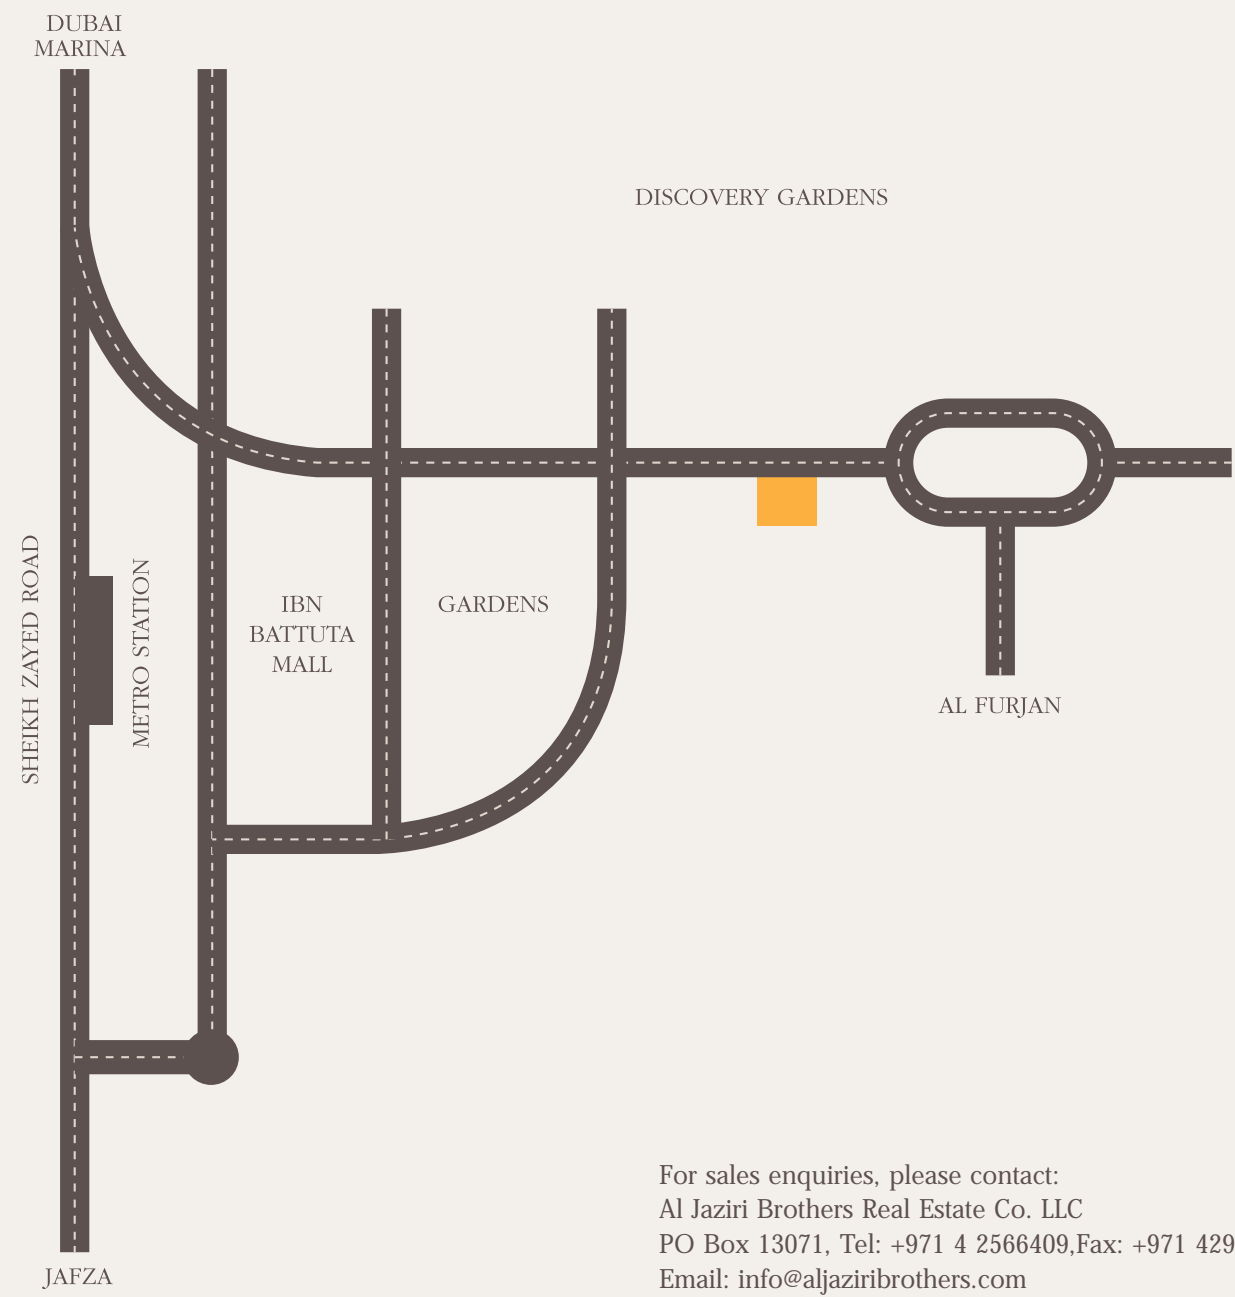 DUBAI
MARINA
DISCOVERY GARDENS
SHEIKH ZAYED ROAD
METRO STATION
IBN
BATTUTA
MALL
GARDENS
AL FURJAN
JAFZA
For sales enquiries, please contact:
Al Jaziri Brothers Real Estate Co. LLC
PO Box 13071, Tel: +971 4 2566409,Fax: +971 429
Email: info@aljaziribrothers.com